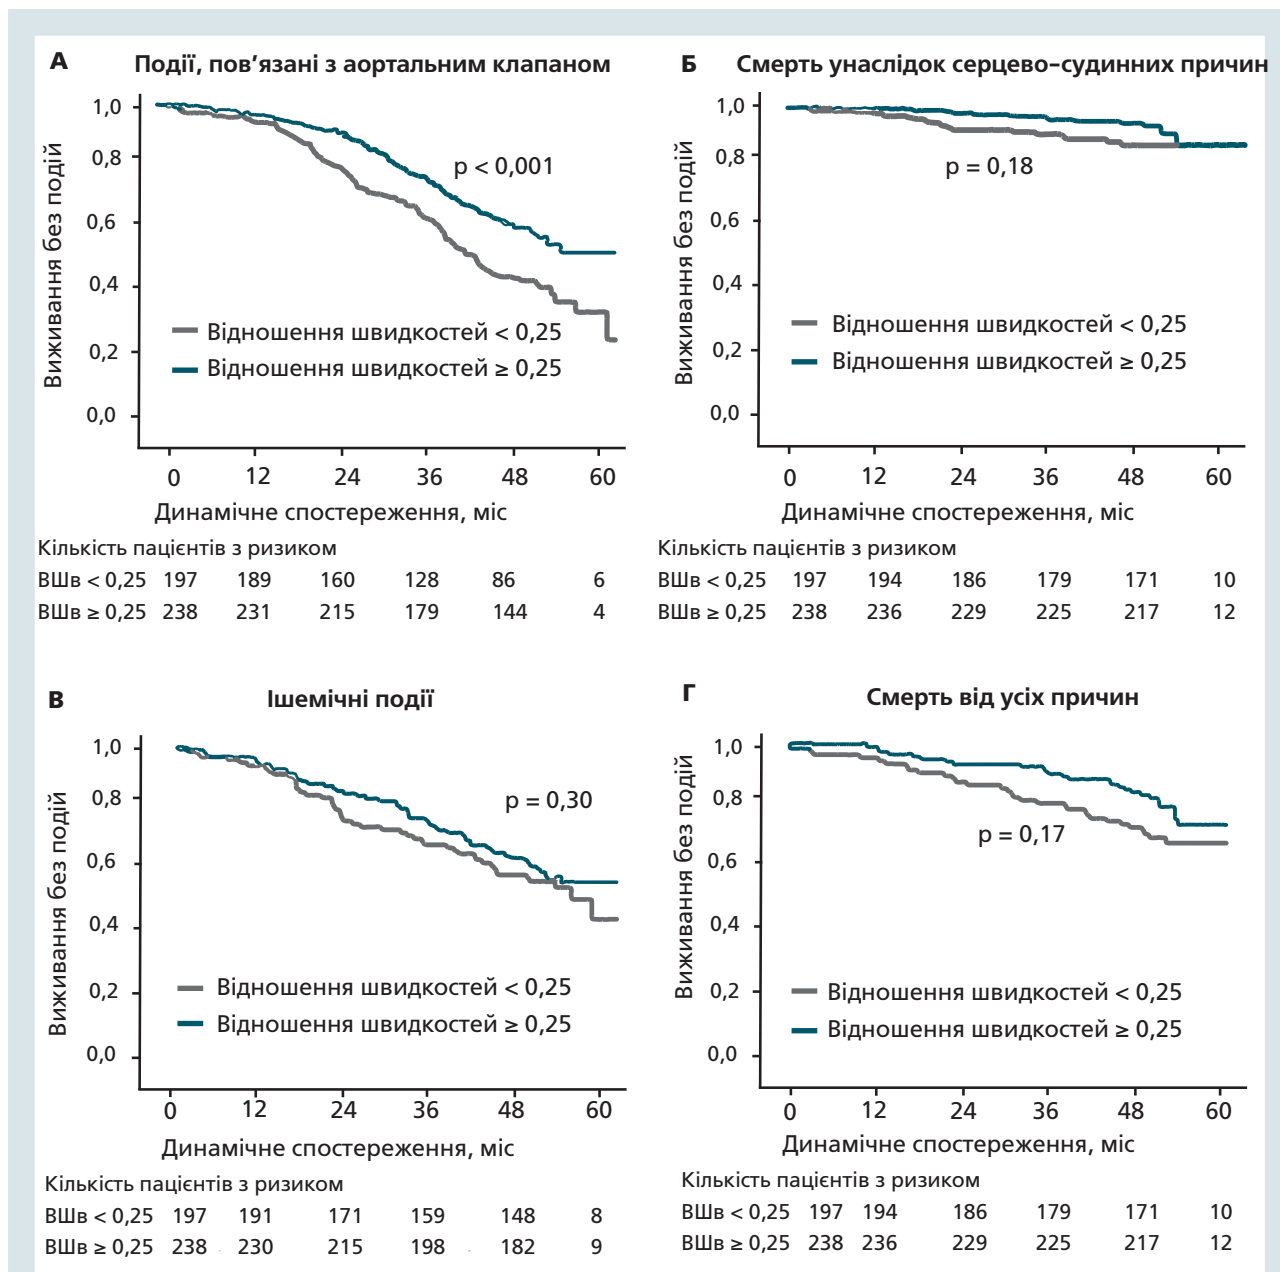 А Події, пов’язані з аортальним клапаном
Виживання без подій
1,0
0,8
0,6
0,4
0,2
0,0
p < 0,001
Відношення швидкостей < 0,25
Відношення швидкостей ≥ 0,25
0 12 24 36 48 60
Динамічне спостереження, міс
Кількість пацієнтів з ризиком
ВШв < 0,25 197 189 160 128 86 6
ВШв ≥ 0,25 238 231 215 179 144 4
Б Смерть унаслідок серцево–судинних причин
Виживання без подій
1,0
0,8
0,6
0,4
0,2
0,0
p = 0,18
Відношення швидкостей < 0,25
Відношення швидкостей ≥ 0,25
0 12 24 36 48 60
Динамічне спостереження, міс
Кількість пацієнтів з ризиком
ВШв < 0,25 197 194 186 179 171 10
ВШв ≥ 0,25 238 236 229 225 217 12
В Ішемічні події
Виживання без подій
1,0
0,8
0,6
0,4
0,2
0,0
p = 0,30
Відношення швидкостей < 0,25
Відношення швидкостей ≥ 0,25
0 12 24 36 48 60
Динамічне спостереження, міс
Кількість пацієнтів з ризиком
ВШв < 0,25 197 191 171 159 148 8
ВШв ≥ 0,25 238 230 215 198 182 9
Г Смерть від усіх причин
Виживання без подій
1,0
0,8
0,6
0,4
0,2
0,0
p = 0,17
Відношення швидкостей < 0,25
Відношення швидкостей ≥ 0,25
0 12 24 36 48 60
Динамічне спостереження, міс
Кількість пацієнтів з ризиком
ВШв < 0,25 197 194 186 179 171 10
ВШв ≥ 0,25 238 236 229 225 217 12